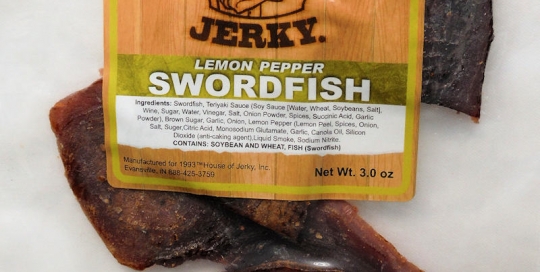 JERKY.
LEMON PEPPER
SWORDFISH
Ingredients: Swordfish, Teriyaki Sauce (Soy Sauce [Water, Wheat, Soybeans, Salt],
Wine, Sugar, Water, Vinegar, Salt, Onion Powder, Spices, Succinic Acid, Garlic
Powder), Brown Sugar, Garlic, Onion, Lemon Pepper (Lemon Peel, Spices, Onion,
Salt, Sugar,Citric Acid, Monosodium Glutamate, Garlic, Canola Oil, Silicon
Dioxide (anti-caking agent),Liquid Smoke, Sodium Nitrite.
CONTAINS: SOYBEAN AND WHEAT, FISH (Swordfish)
Manufactured for 1993™House of Jerky, Inc.
Evansville, IN 888-425-3759
Net Wt. 3.0 oz